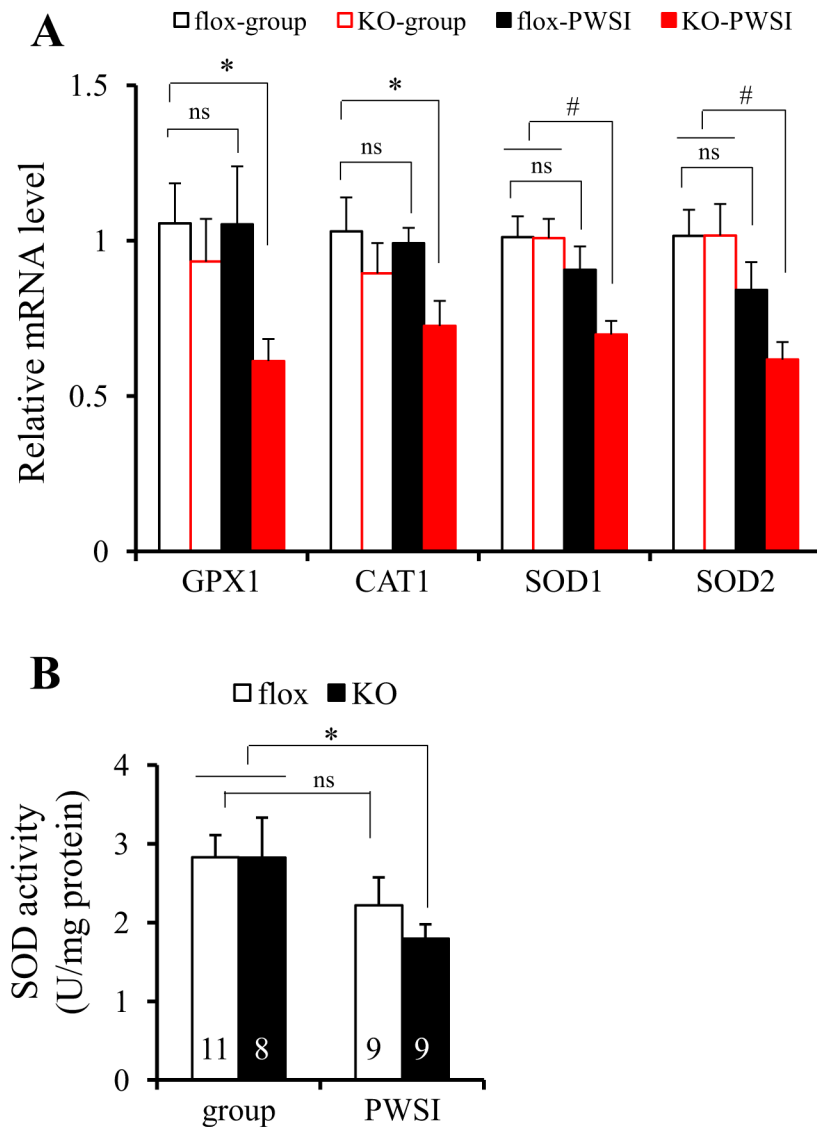 A
flox-group KO-group flox-PWSI KO-PWSI
Relative mRNA level
1.5
1
0.5
0
* * # #
ns ns ns ns
GPX1 CAT1 SOD1 SOD2
B
flox KO
SOD activity
(U/mg protein)
4
3
2
1
0
*
ns
11 8 9 9
group PWSI